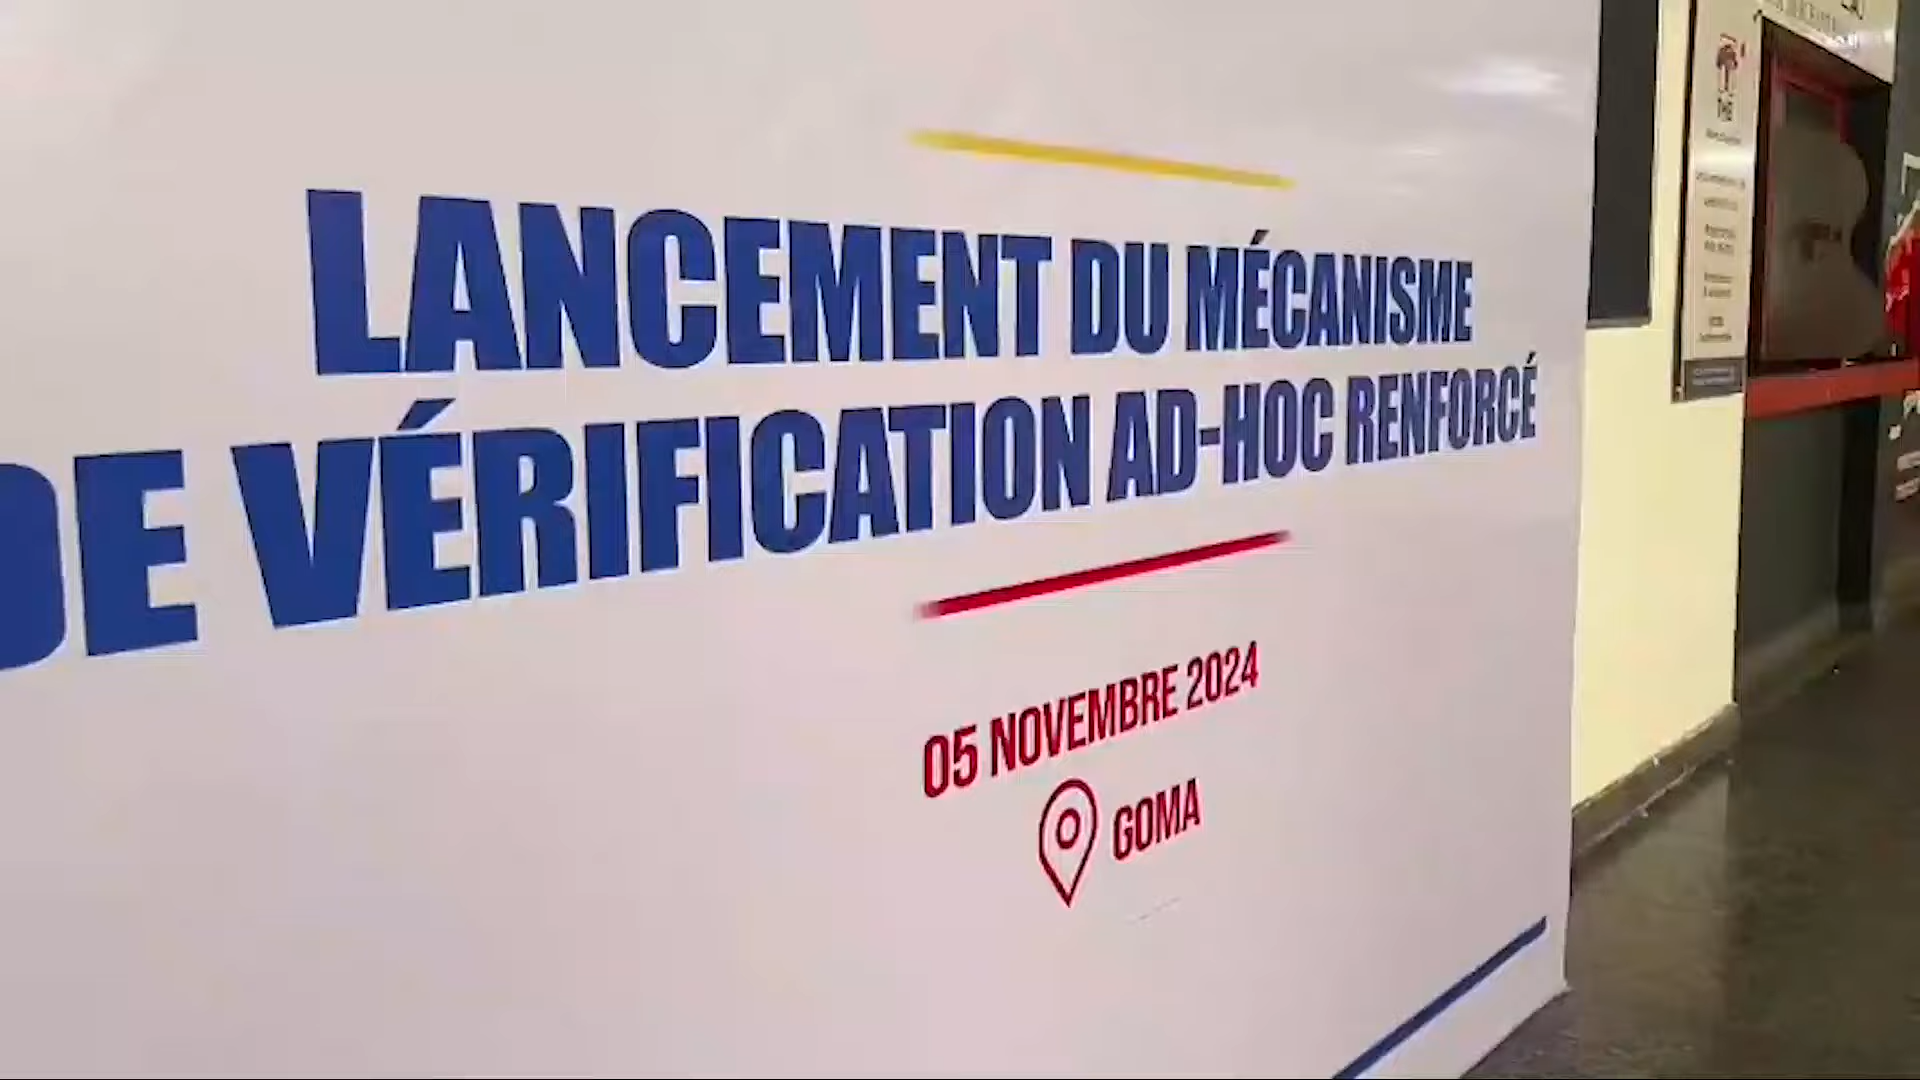 LANCEMENT DU MÉCANISME
DE VÉRIFICATION AD-HOC RENFORCÉ
05 NOVEMBRE 2024
GOMA